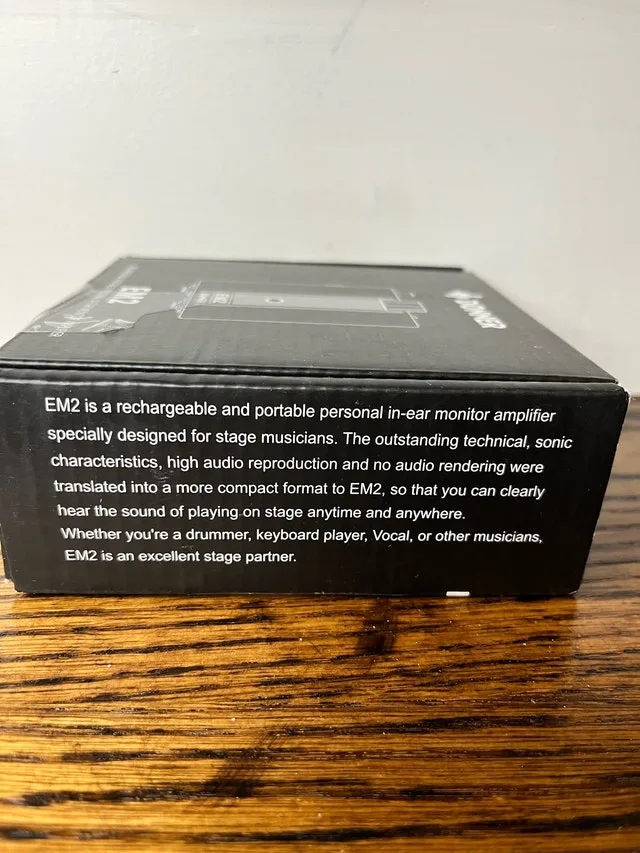 EM2
DONNER
EM2 is a rechargeable and portable personal in-ear monitor amplifier
specially designed for stage musicians. The outstanding technical, sonic
characteristics, high audio reproduction and no audio rendering were
translated into a more compact format to EM2, so that you can clearly
hear the sound of playing on stage anytime and anywhere.
Whether you're a drummer, keyboard player, Vocal, or other musicians,
EM2 is an excellent stage partner.